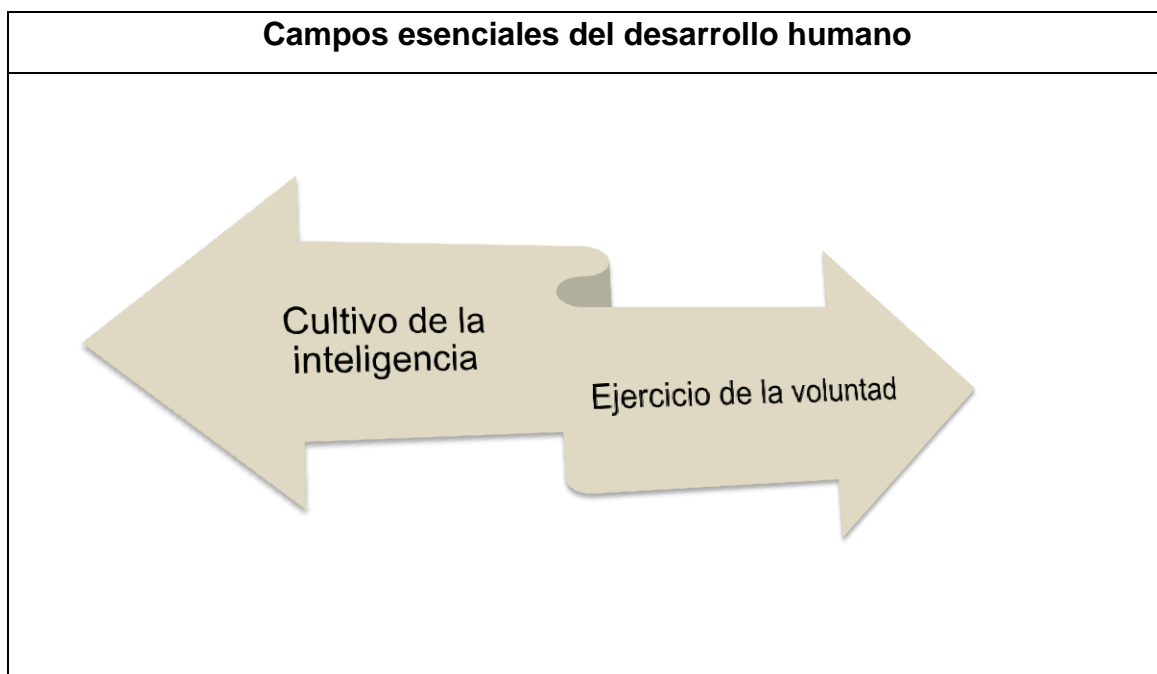 Campos esenciales del desarrollo humano
Cultivo de la
inteligencia
Ejercicio de la voluntad